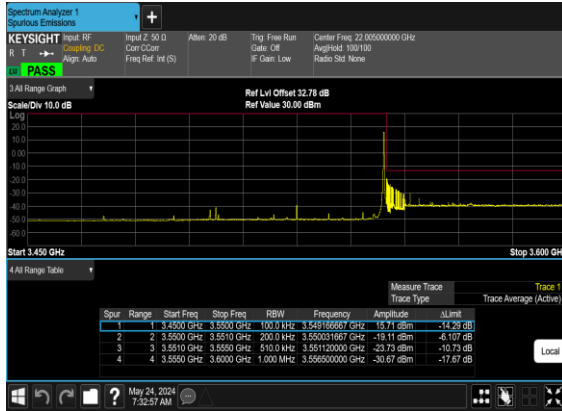 Spectrum Analyzer 1
Spurious Emissions
+
KEYSIGHT Input: RF Input Z: 50 Ω Atten: 20 dB Trig: Free Run Center Freq: 22.005000000 GHz
R T Coupling: DC Corr CCorr Gate: Off Avg|Hold: 100/100
Align: Auto Freq Ref: Int (S) IF Gain: Low Radio Std: None
PASS
3 All Range Graph Ref Lvl Offset 32.78 dB
Scale/Div 10.0 dB Ref Value 30.00 dBm
Log
20.0
10.0
0.00
-10.0
-20.0
-30.0
-40.0
-50.0
-60.0
Start 3.450 GHz Stop 3.600 GHz
4 All Range Table
Measure Trace Trace 1
Trace Type Trace Average (Active)
Spur Range Start Freq Stop Freq RBW Frequency Amplitude ΔLimit
1 1 3.4500 GHz 3.5500 GHz 100.0 kHz 3.549166667 GHz 15.71 dBm -14.29 dB
2 2 3.5500 GHz 3.5510 GHz 200.0 kHz 3.550031667 GHz -19.11 dBm -6.107 dB
3 3 3.5510 GHz 3.5550 GHz 510.0 kHz 3.551120000 GHz -23.73 dBm -10.73 dB
4 4 3.5550 GHz 3.6000 GHz 1.000 MHz 3.556500000 GHz -30.67 dBm -17.67 dB
Local
? May 24, 2024
7:32:57 AM